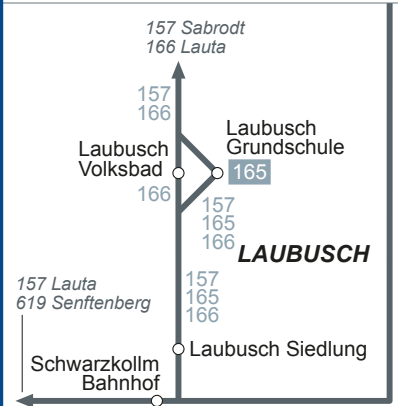 157 Sabrodt
166 Lauta
157
166
Laubusch
Volksbad
Laubusch
Grundschule
165
166
157
165
166
LAUBUSCH
157
165
166
157 Lauta
619 Senftenberg
Laubusch Siedlung
Schwarzkollm
Bahnhof